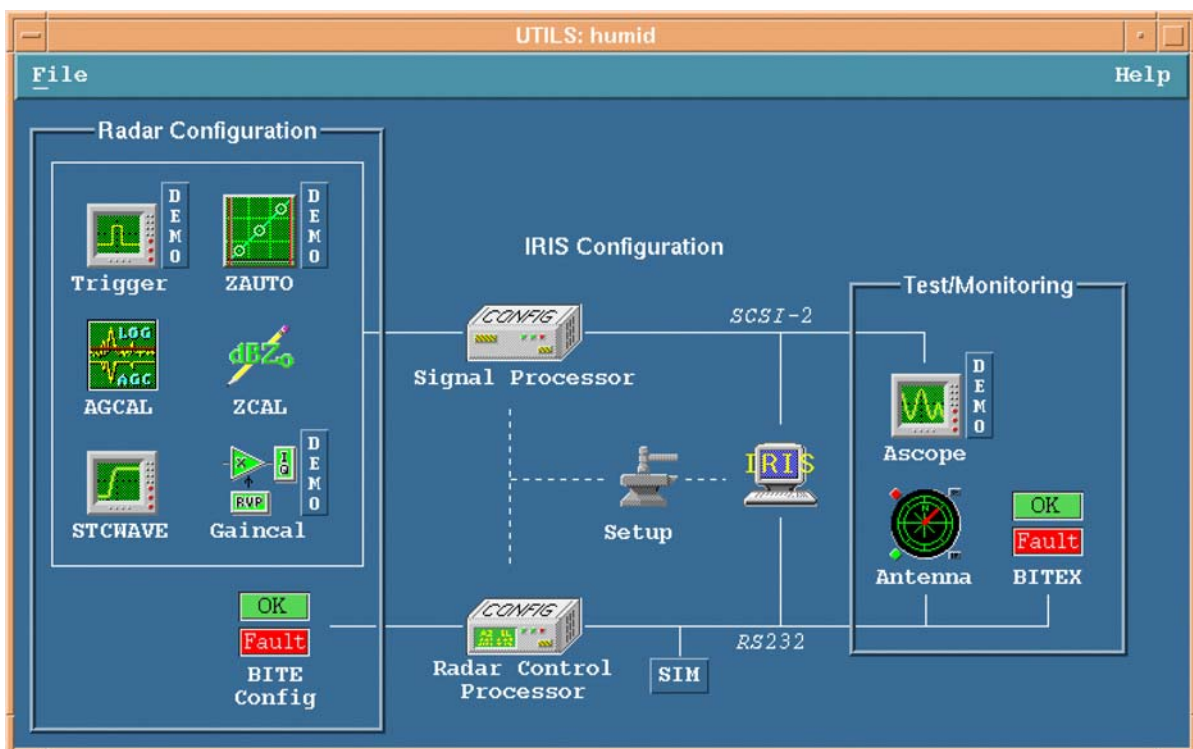 UTILS: humid
File
Help
Radar Configuration
DEMO
DEMO
Trigger
ZAUTO
LOG
AGC
dBZo
AGCAL
ZCAL
I
Q
RVP
DEMO
STCWAVE
Gaincal
OK
Fault
BITE
Config
IRIS Configuration
CONFIG
SCSI-2
Signal Processor
IRIS
Setup
CONFIG
RS232
Radar Control
Processor
SIM
Test/Monitoring
DEMO
Ascope
N
OK
Fault
Antenna
BITEX